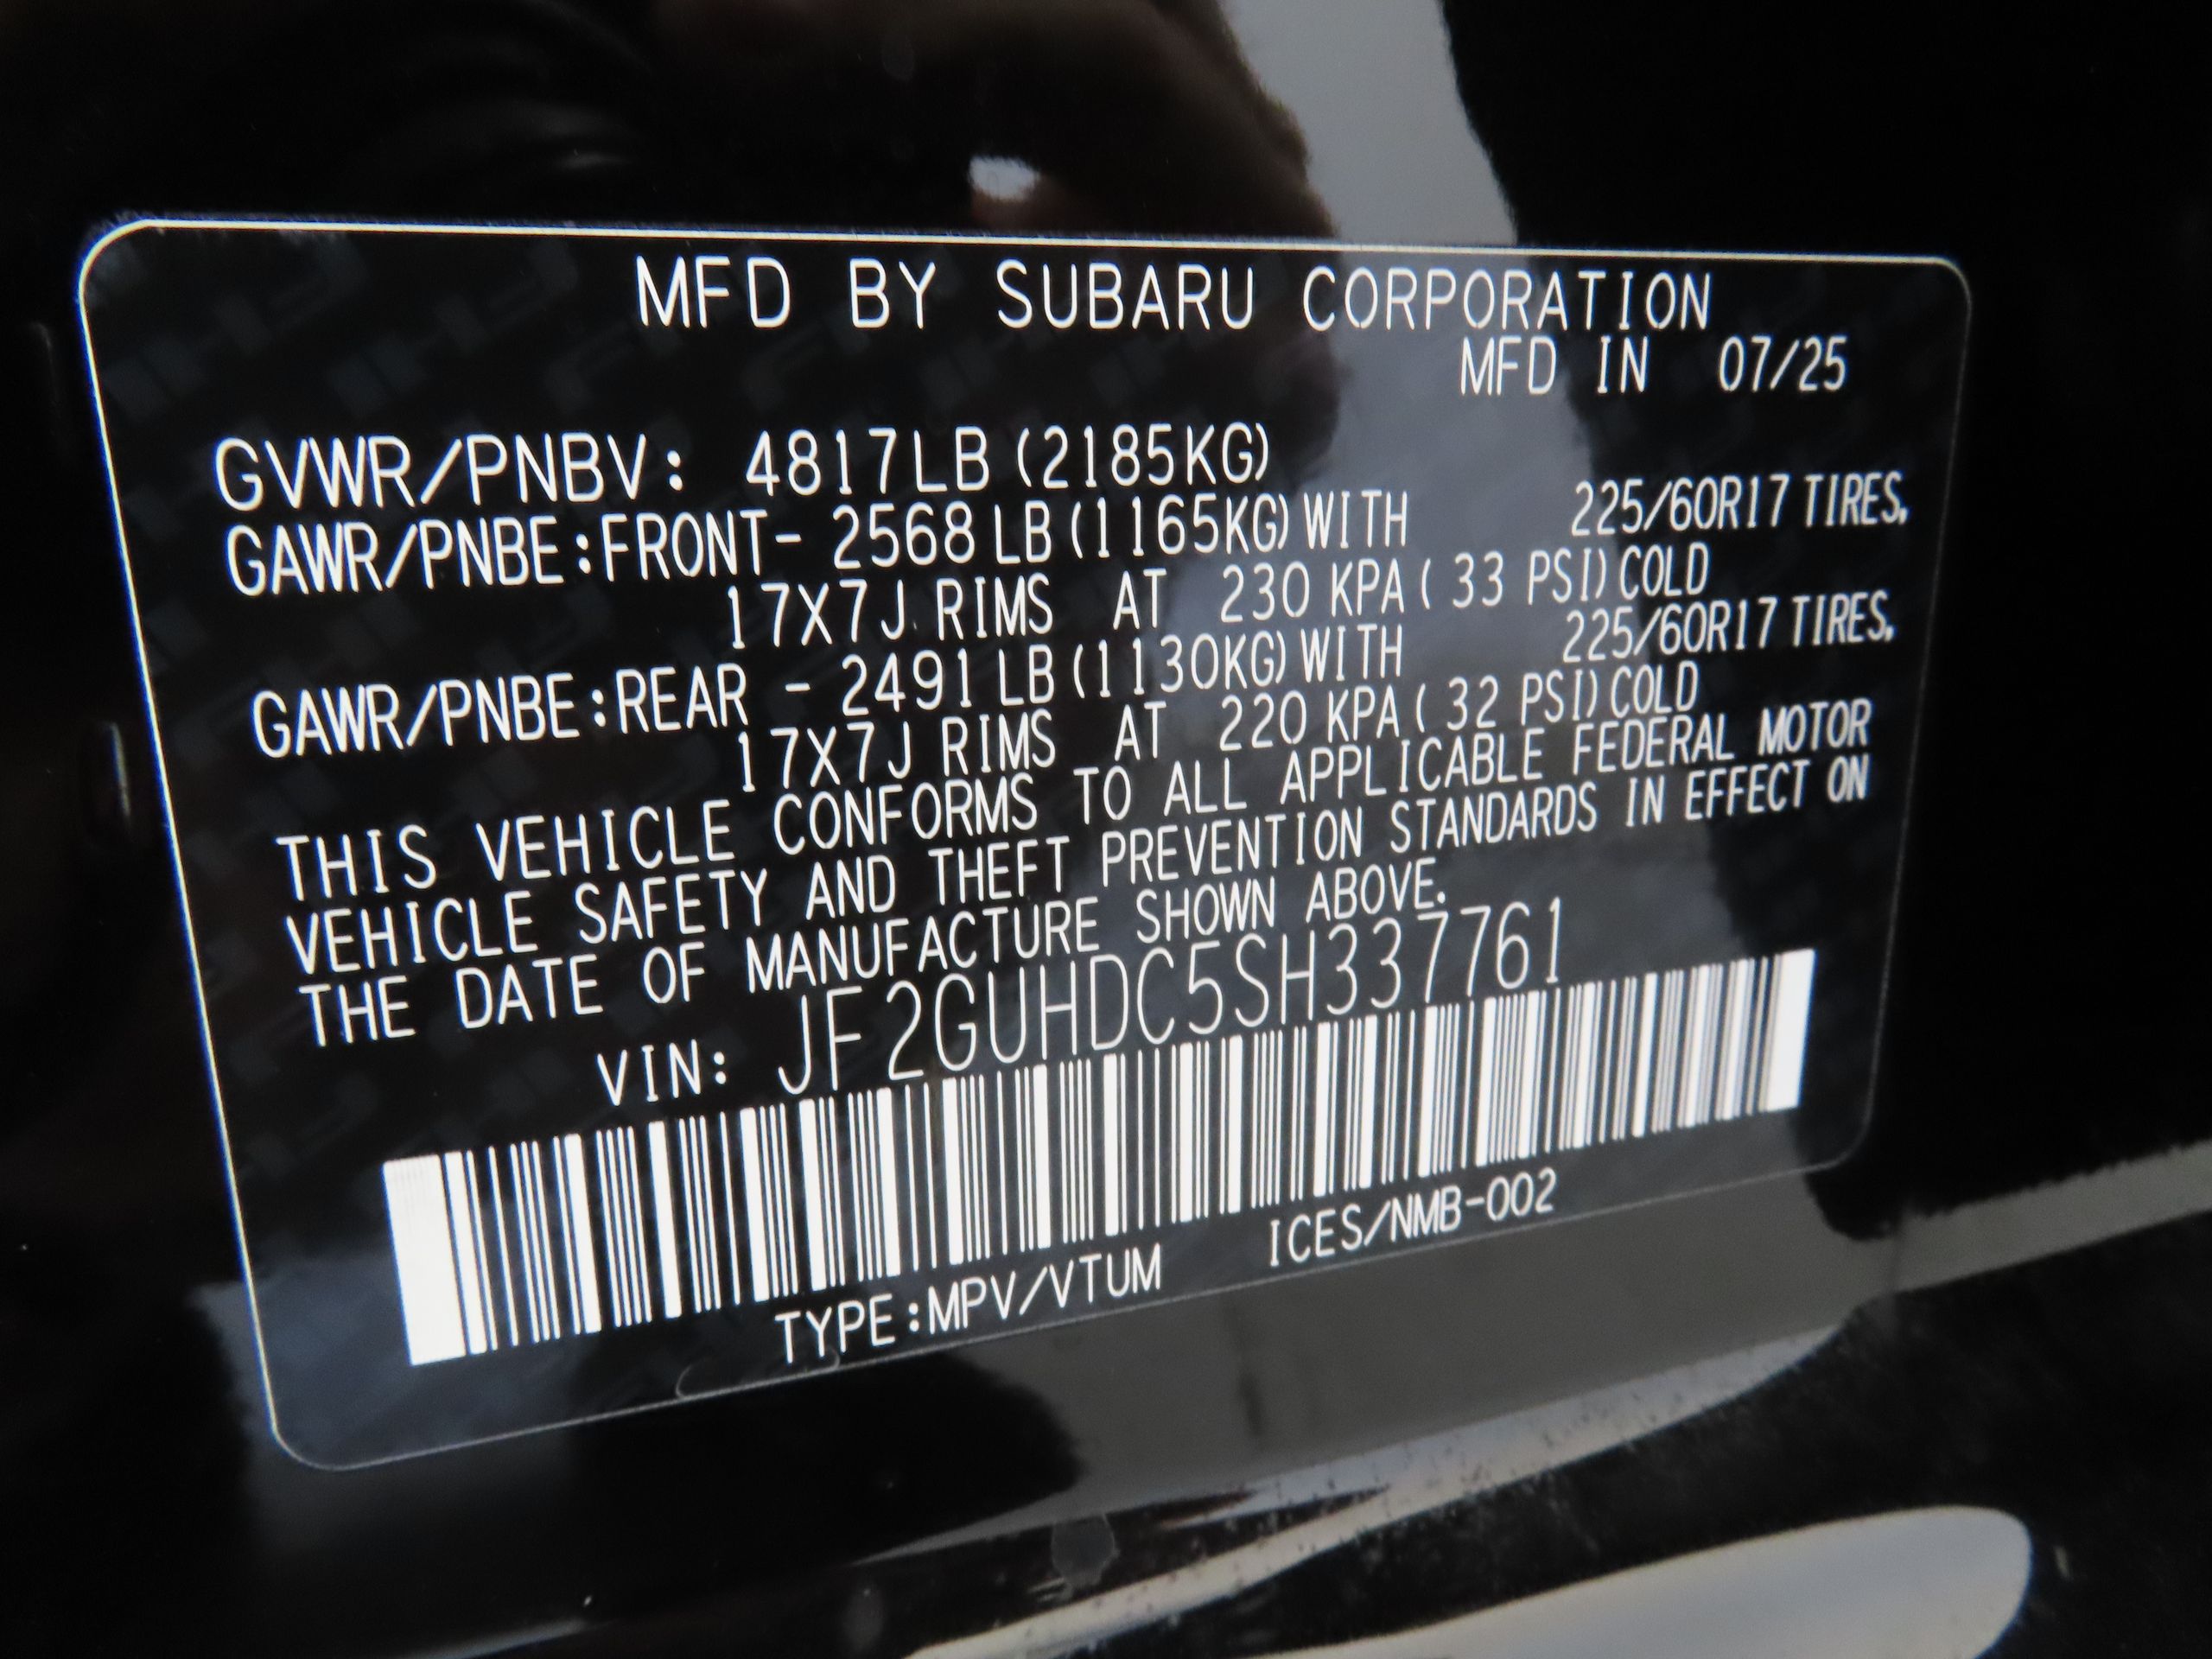 MFD BY SUBARU CORPORATION
MFD IN 07/25
GVWR/PNBV: 4817LB (2185KG)
GAWR/PNBE:FRONT- 2568 LB (1165KG) WITH 225/60R17 TIRES,
17X7J RIMS AT 230 KPA ( 33 PSI) COLD
GAWR/PNBE:REAR - 2491 LB (1130KG) WITH 225/60R17 TIRES,
17X7J RIMS AT 220 KPA ( 32 PSI) COLD
THIS VEHICLE CONFORMS TO ALL APPLICABLE FEDERAL MOTOR
VEHICLE SAFETY AND THEFT PREVENTION STANDARDS IN EFFECT ON
THE DATE OF MANUFACTURE SHOWN ABOVE.
VIN: JF2GUHDC5SH337761
TYPE:MPV/VTUM ICES/NMB-002